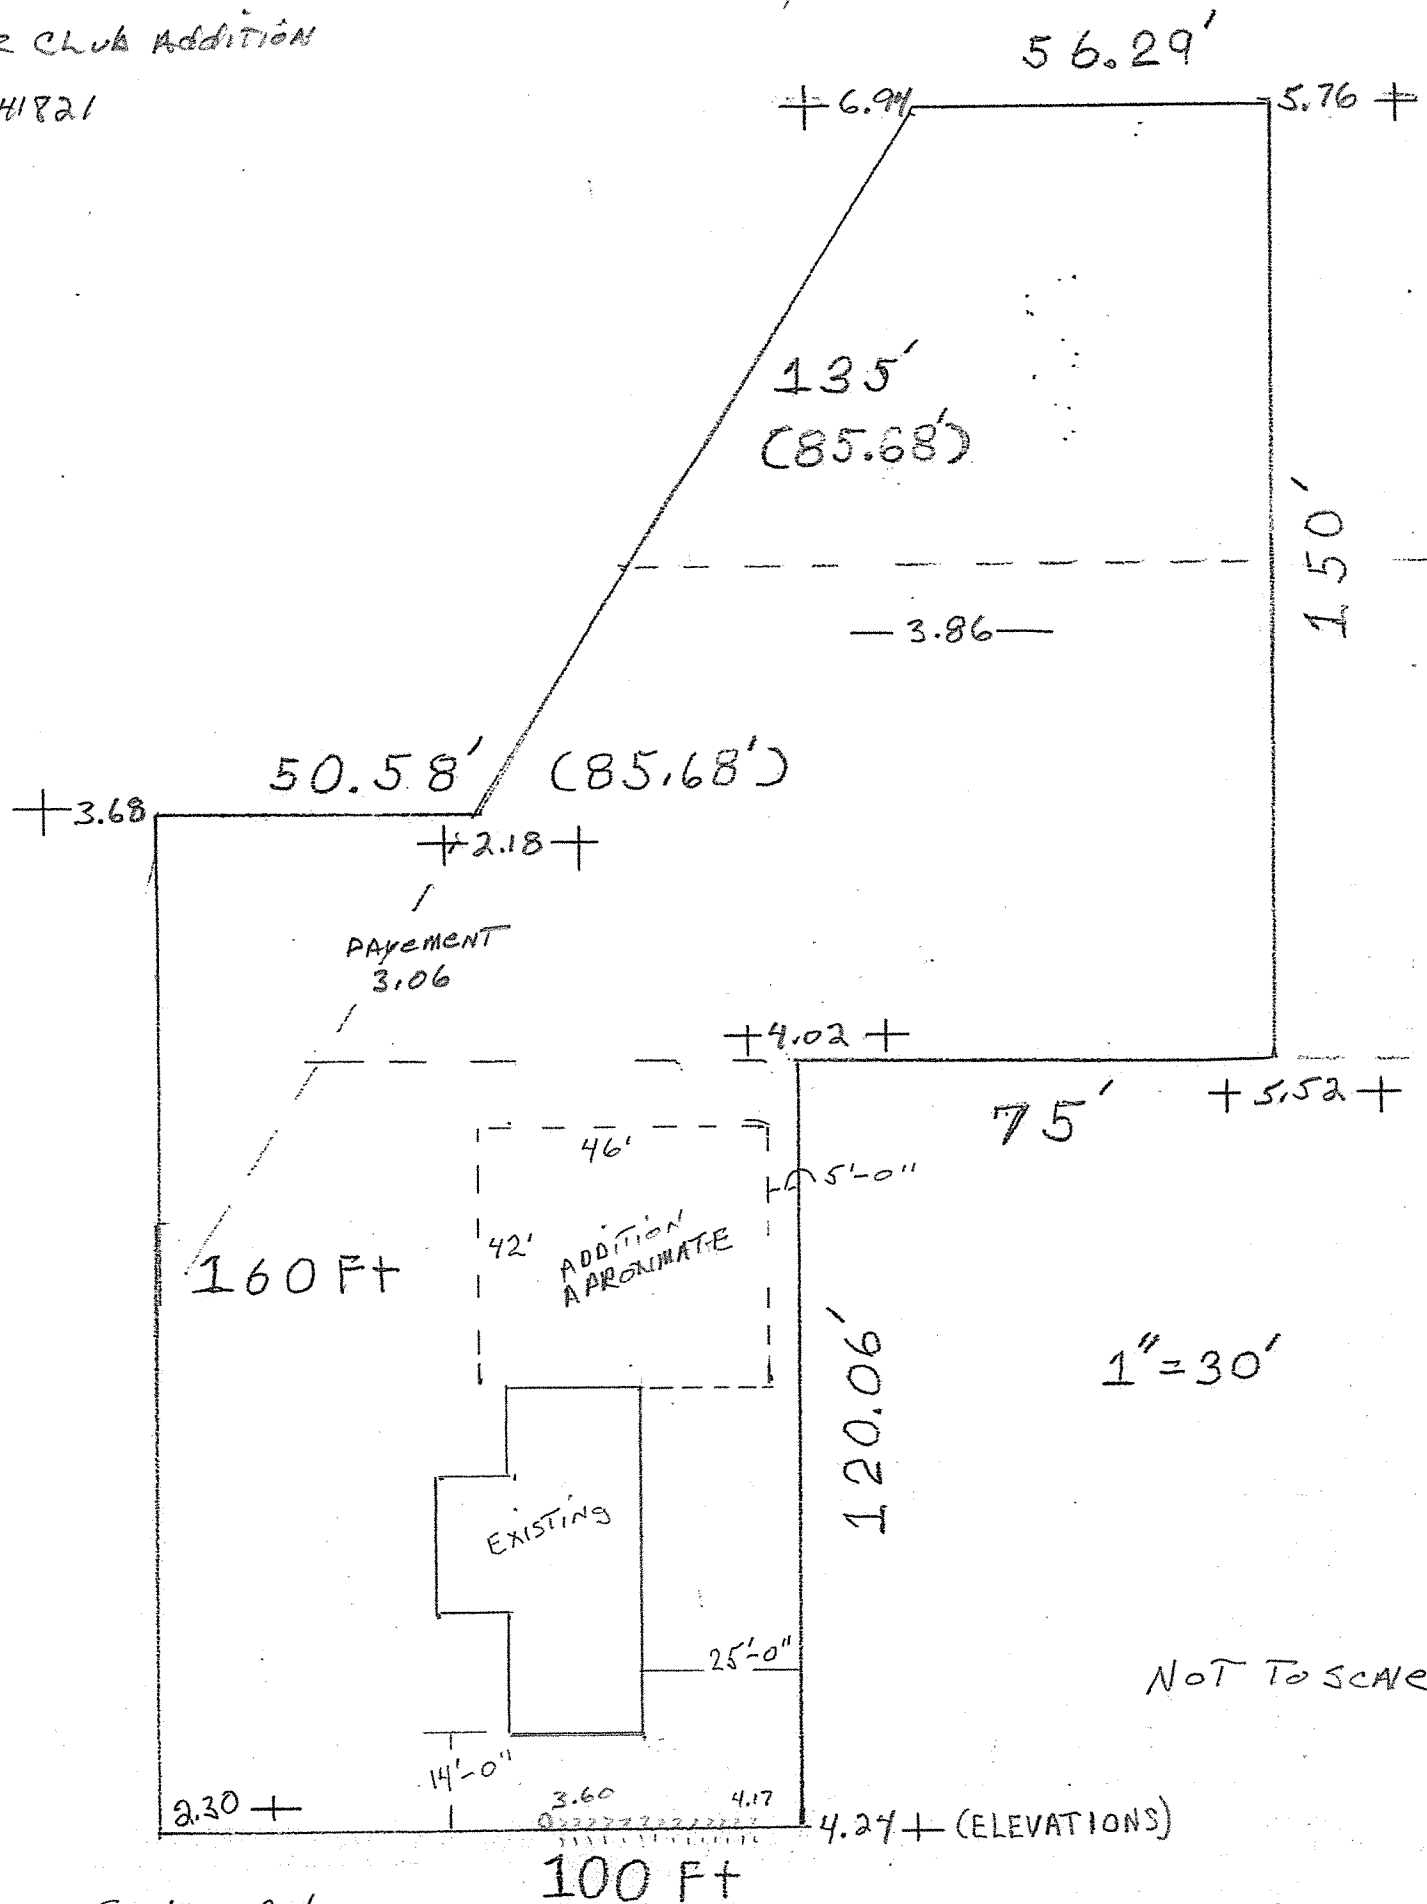 CLUB ADDITION
41821
56.29'
6.94
5.76
135'
(85.68')
150'
3.86
50.58'
(85.68')
3.68
2.18
PAVEMENT
3.06
4.02
75'
5.52
46'
5'-0"
42'
ADDITION
AAROXIMATE
160 Ft
120.06'
1"=30'
EXISTING
25'-0"
NOT TO SCALE
14'-0"
2.30
3.60
4.17
4.24 (ELEVATIONS)
100 Ft